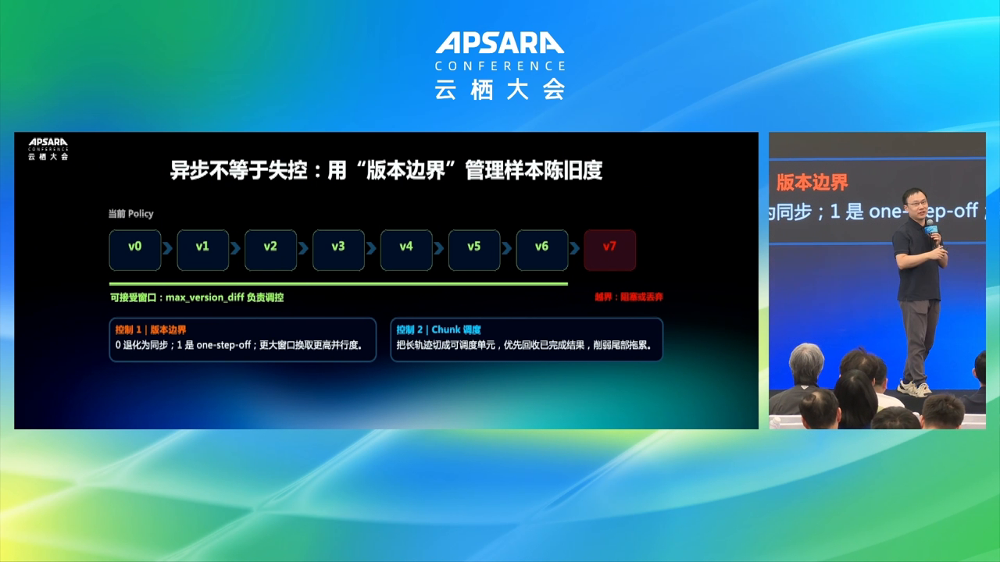 APSARA
CONFERENCE
云栖大会
APSARA
CONFERENCE
云栖大会
异步不等于失控：用“版本边界”管理样本陈旧度
当前 Policy
v0
v1
v2
v3
v4
v5
v6
v7
可接受窗口：max_version_diff 负责调控
越界：阻塞或丢弃
控制 1 | 版本边界
0 退化为同步；1 是 one-step-off；更大窗口换取更高并行度。
控制 2 | Chunk 调度
把长轨迹切成可调度单元，优先回收已完成结果，削弱尾部拖累。
版本边界
为同步；1 是 one-step-off；